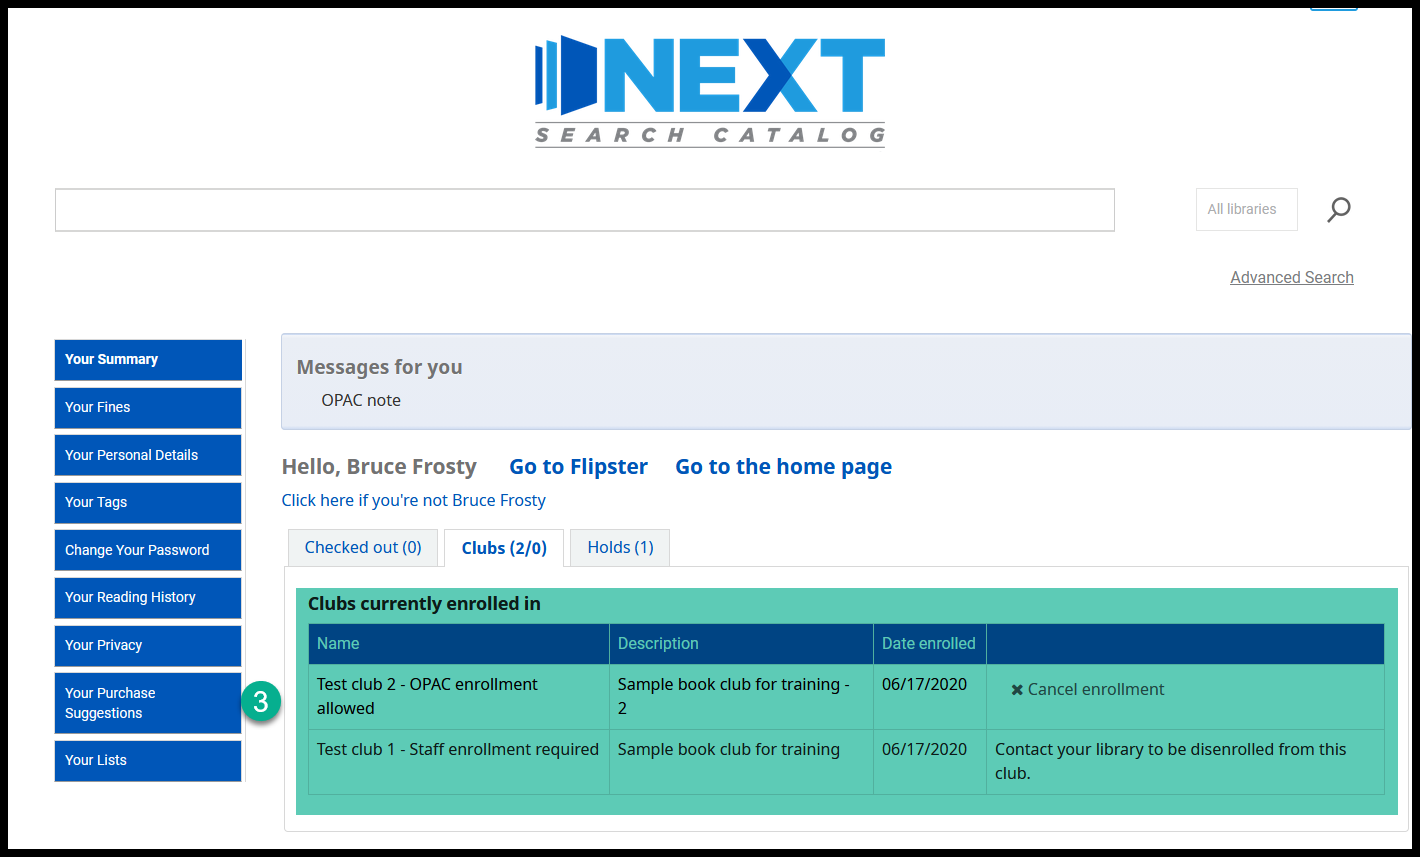 NEXT
SEARCH CATALOG
All libraries
Advanced Search
Your Summary
Your Fines
Your Personal Details
Your Tags
Change Your Password
Your Reading History
Your Privacy
Your Purchase
Suggestions
3
Your Lists
Messages for you
OPAC note
Hello, Bruce Frosty Go to Flipster Go to the home page
Click here if you're not Bruce Frosty
Checked out (0) Clubs (2/0) Holds (1)
Clubs currently enrolled in
Name Description Date enrolled
Test club 2 - OPAC enrollment
allowed
Sample book club for training -
2
06/17/2020
✖ Cancel enrollment
Test club 1 - Staff enrollment required
Sample book club for training
06/17/2020
Contact your library to be disenrolled from this
club.